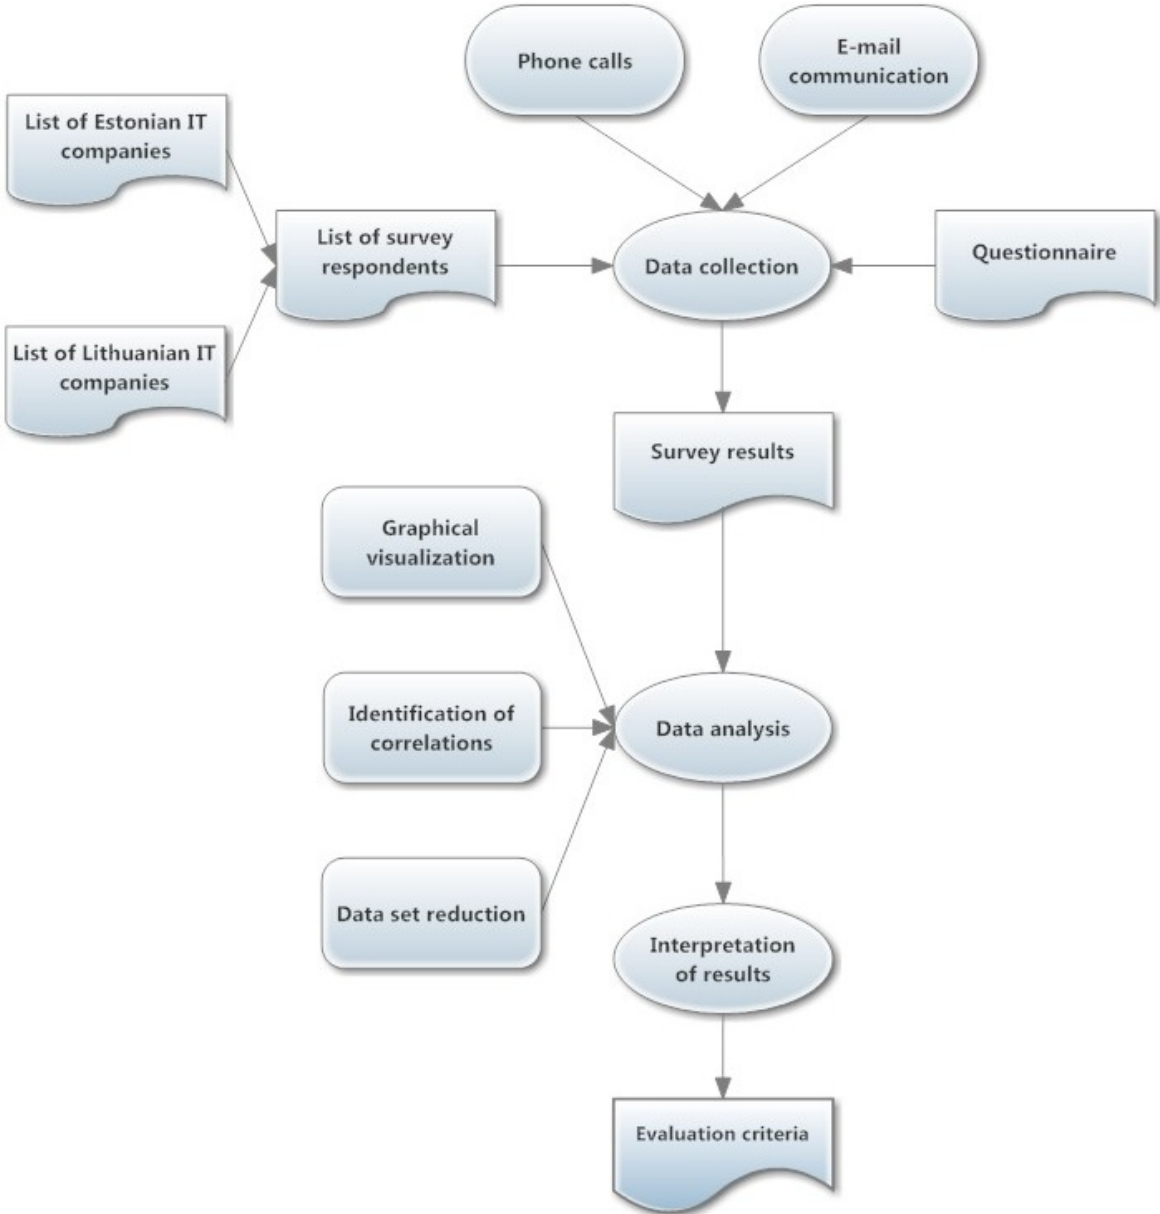 Phone calls
E-mail
communication
List of Estonian IT
companies
List of survey
respondents
Data collection
Questionnaire
List of Lithuanian IT
companies
Survey results
Graphical
visualization
Identification of
correlations
Data analysis
Data set reduction
Interpretation
of results
Evaluation criteria